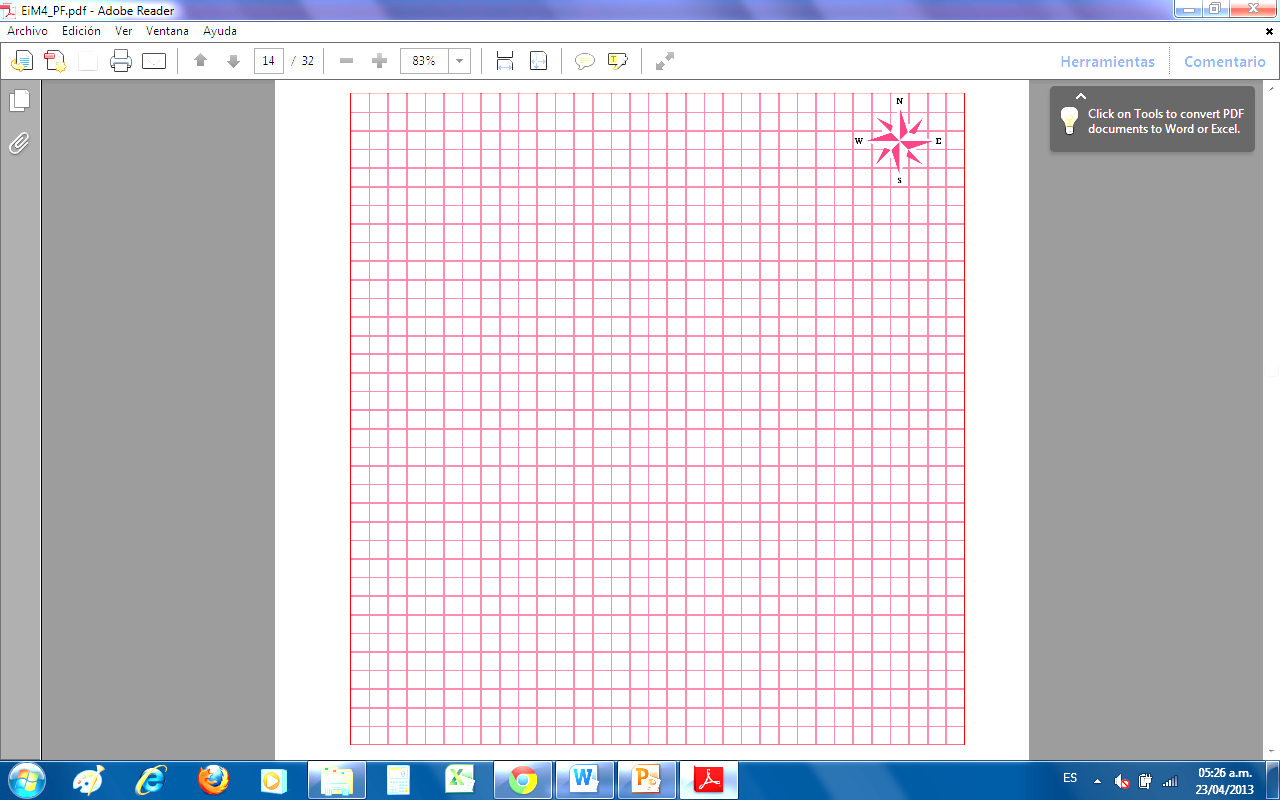 EiM4_PF.pdf - Adobe Reader
Archivo Edición Ver Ventana Ayuda
14 / 32 83% Herramientas Comentario
Click on Tools to convert PDF
documents to Word or Excel.
N
W E
S
ES 05:26 a.m.
23/04/2013